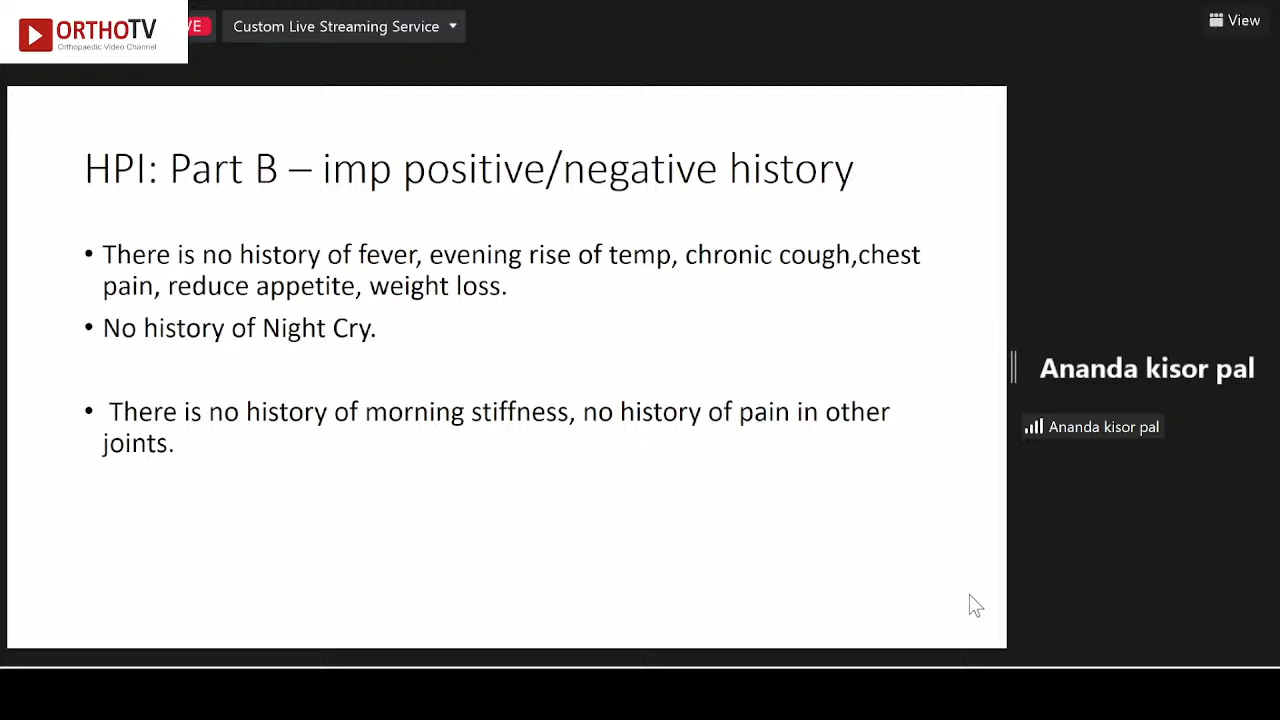 ORTHOTV
Orthopaedic Video Channel
VE
Custom Live Streaming Service
View
HPI: Part B – imp positive/negative history
• There is no history of fever, evening rise of temp, chronic cough,chest
pain, reduce appetite, weight loss.
• No history of Night Cry.
• There is no history of morning stiffness, no history of pain in other
joints.
Ananda kisor pal
Ananda kisor pal